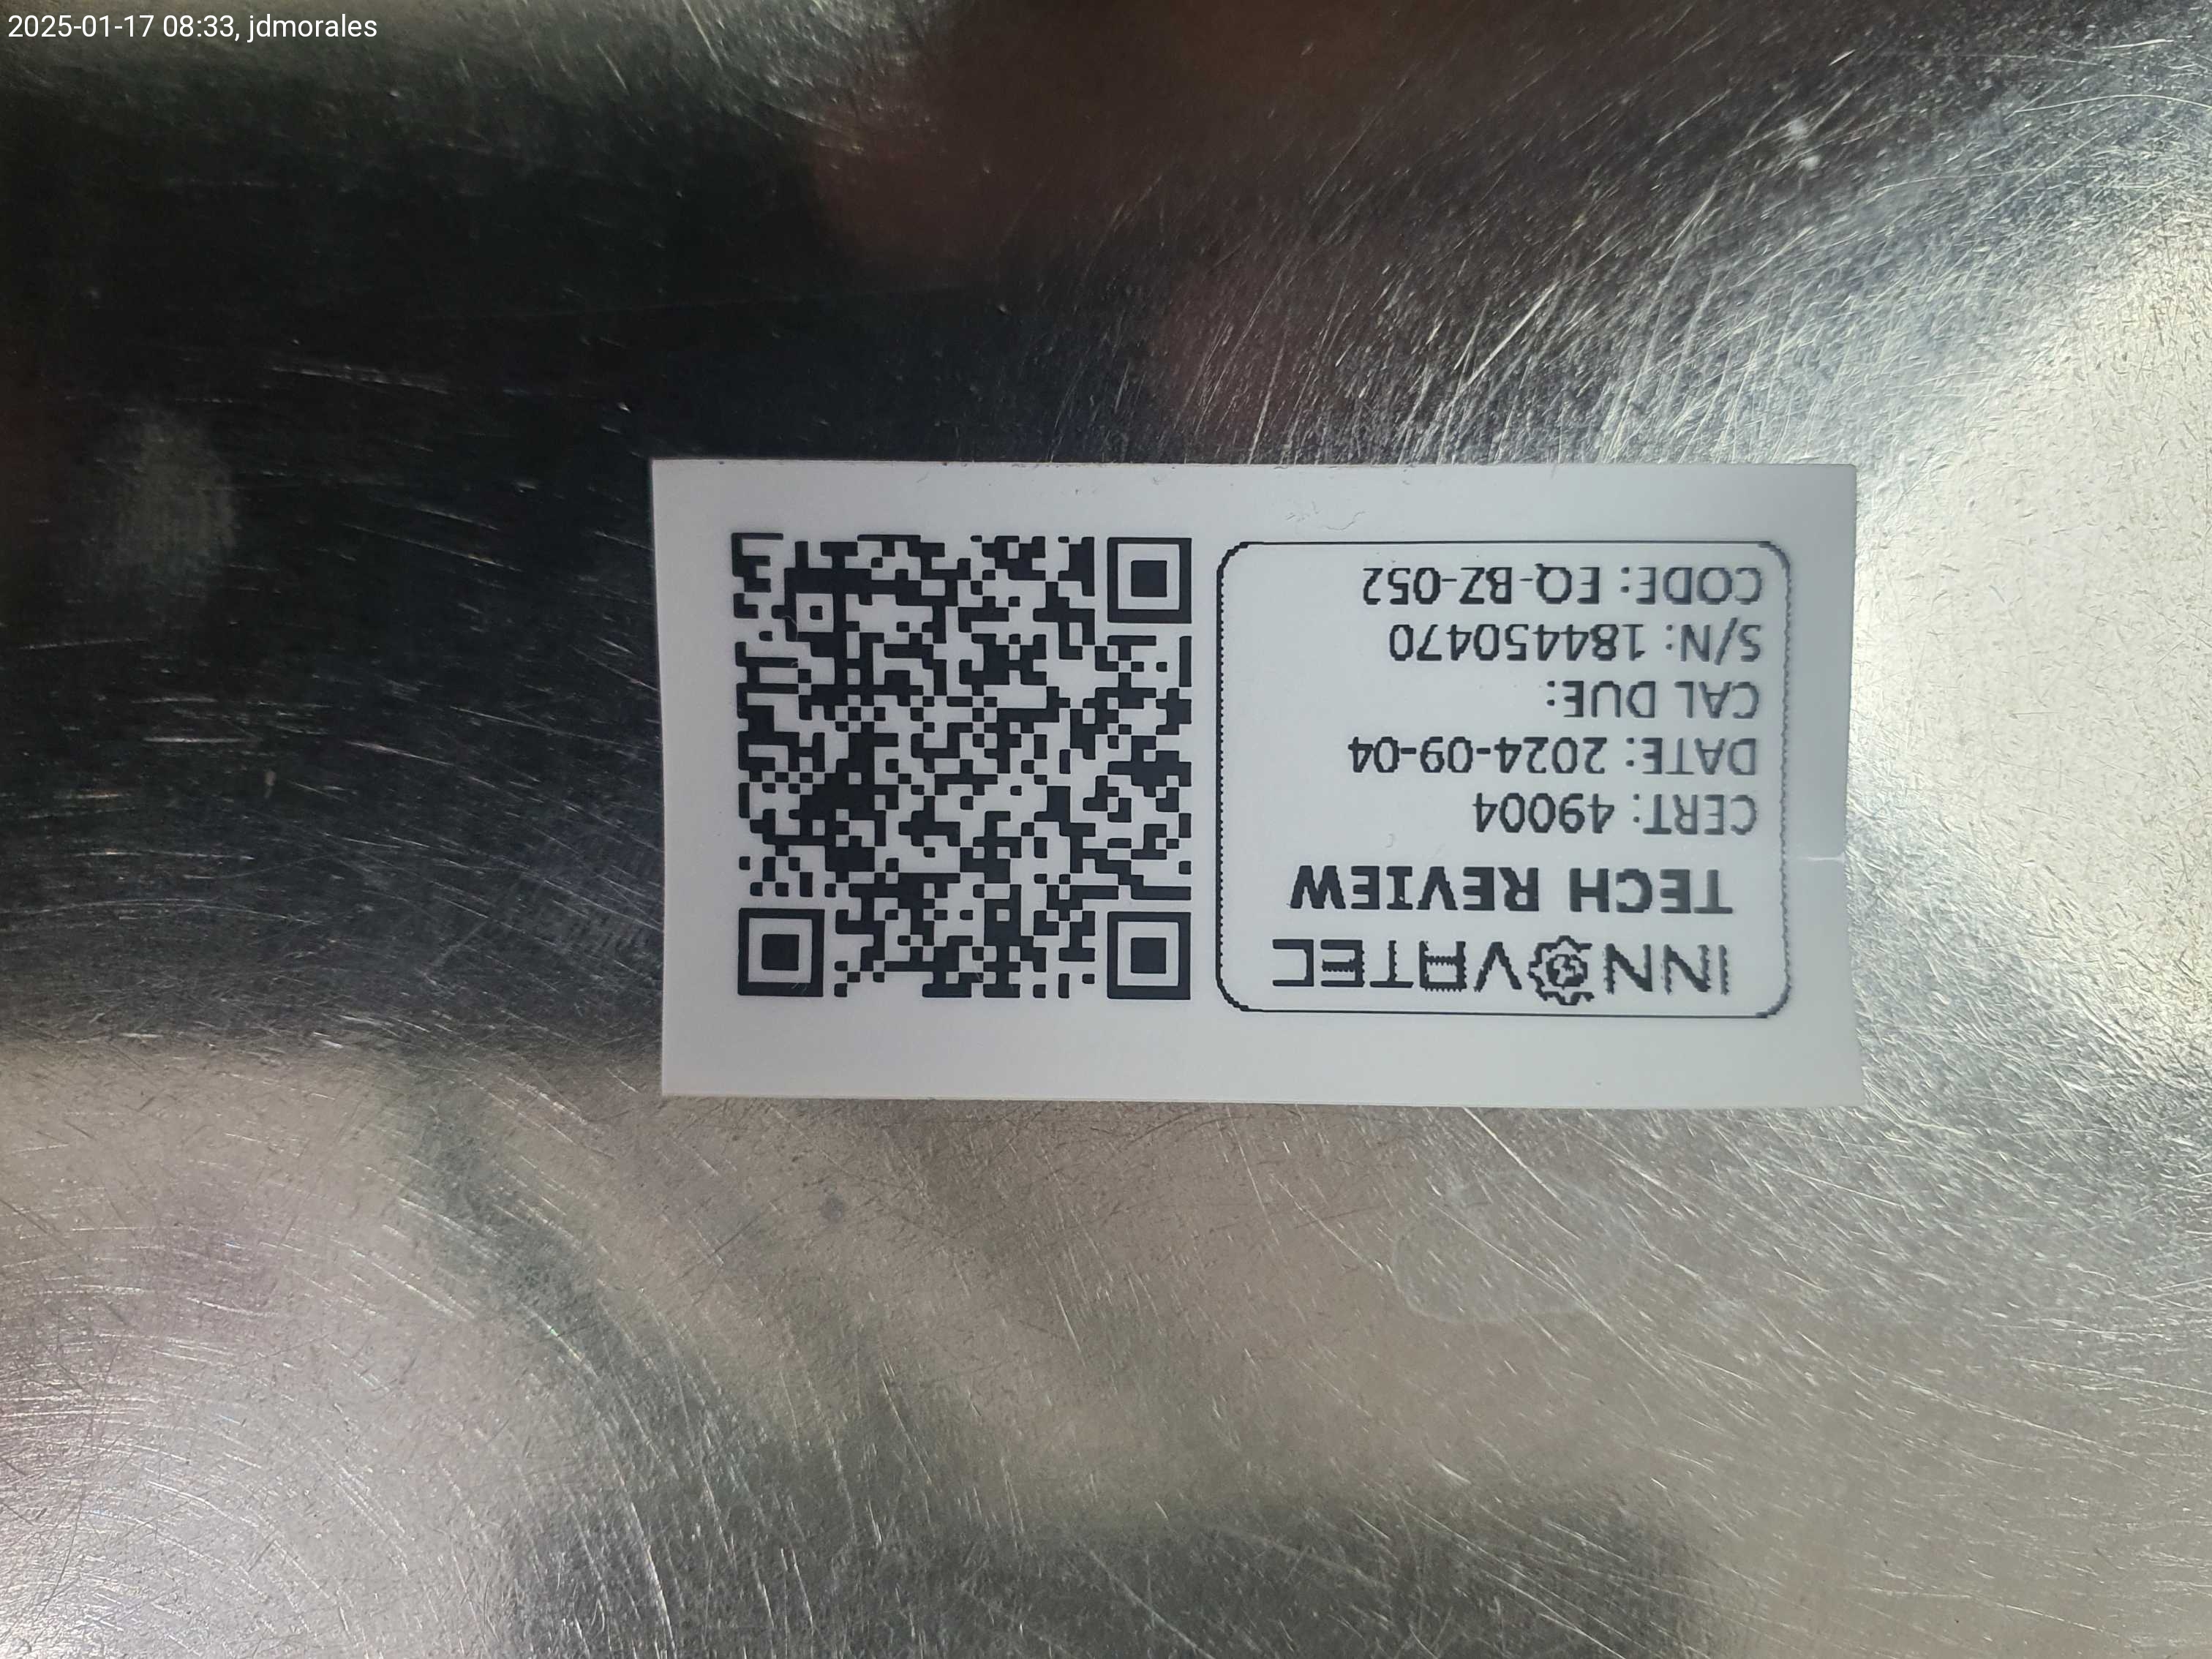 2025-01-17 08:33, jdmorales
INNOVATEC
TECH REVIEW
CERT: 49004
DATE: 2024-09-04
CAL DUE:
S/N: 184450470
CODE: EQ-BZ-052